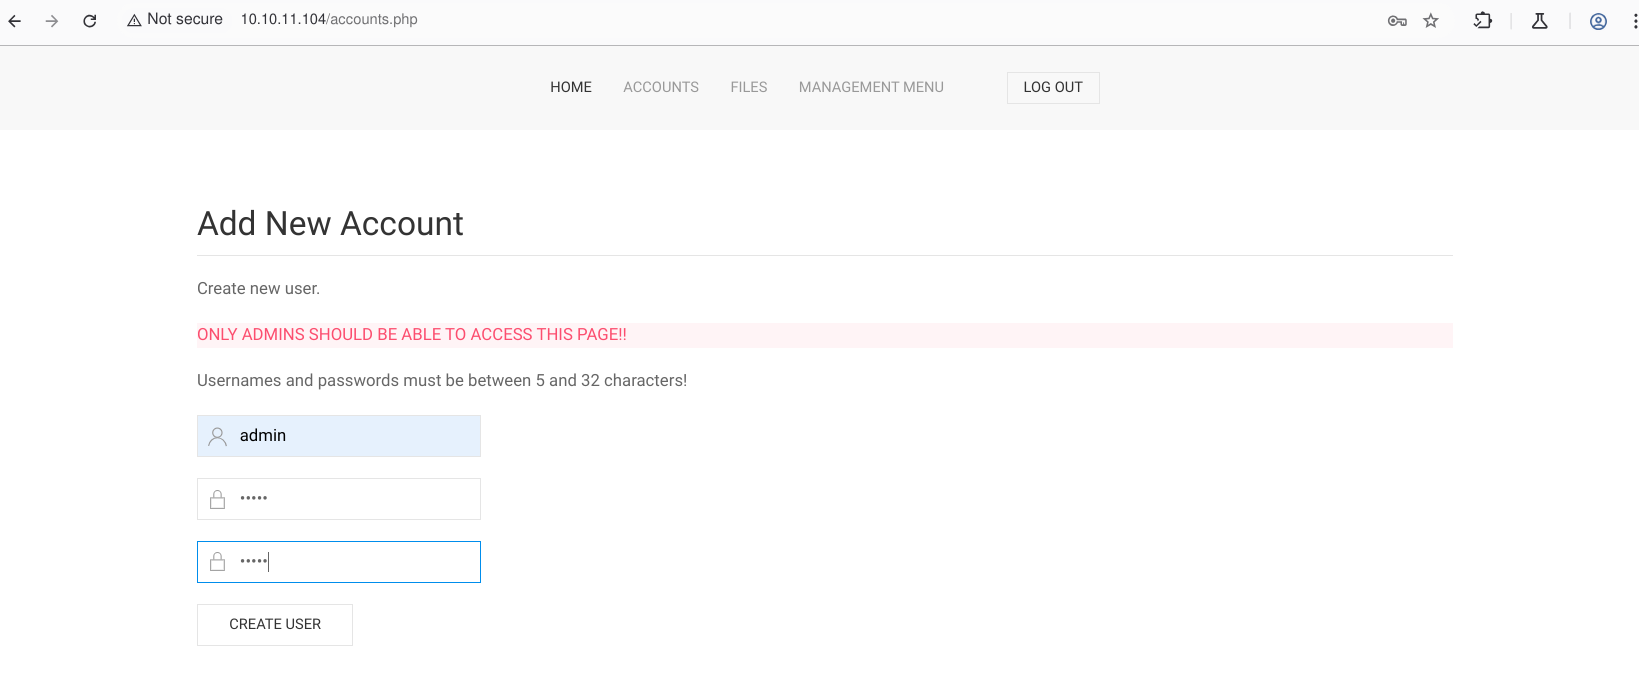 Not secure 10.10.11.104/accounts.php
HOME ACCOUNTS FILES MANAGEMENT MENU LOG OUT
Add New Account
Create new user.
ONLY ADMINS SHOULD BE ABLE TO ACCESS THIS PAGE!!
Usernames and passwords must be between 5 and 32 characters!
admin
•••••
•••••
CREATE USER